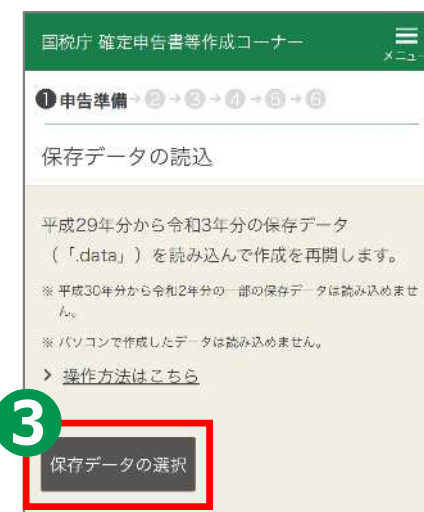 国税庁 確定申告書等作成コーナー
メニュー
❶申告準備→②→③→④→⑤→⑥
保存データの読込
平成29年分から令和3年分の保存データ
（「.data」）を読み込んで作成を再開します。
※ 平成30年分から令和2年分の一部の保存データは読み込めませ
ん。
※ パソコンで作成したデータは読み込めません。
> 操作方法はこちら
3
保存データの選択